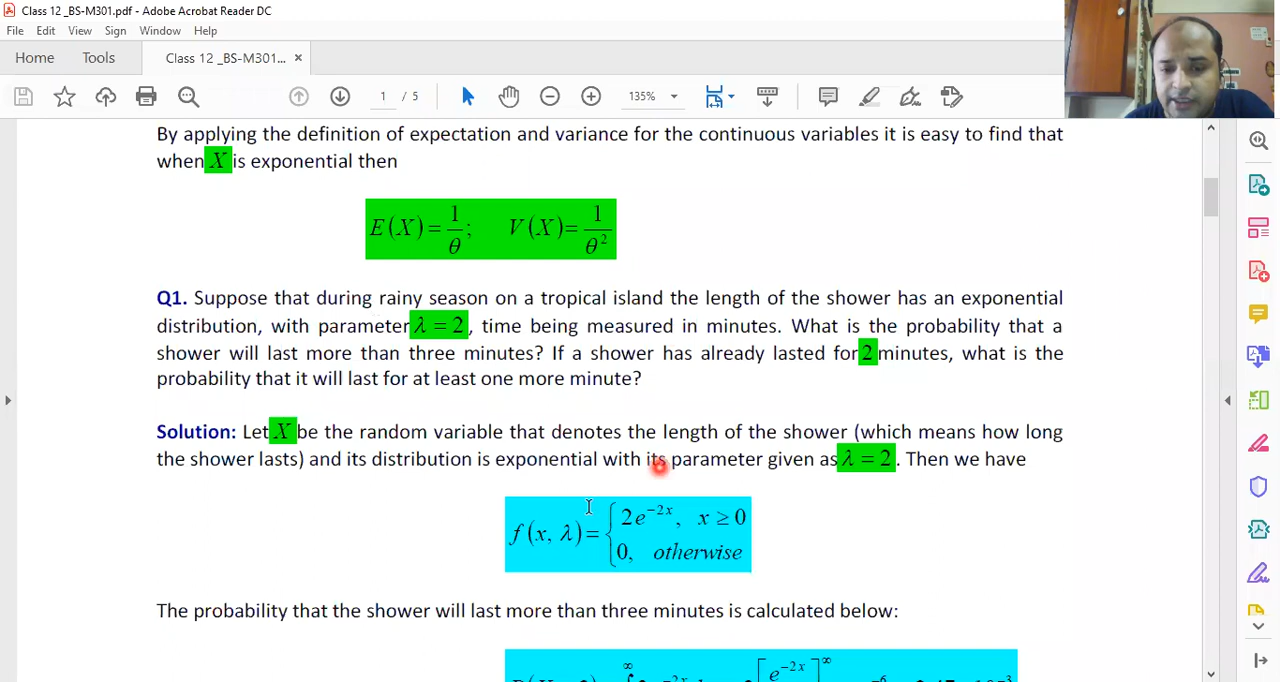 Class 12 _BS-M301.pdf - Adobe Acrobat Reader DC
File Edit View Sign Window Help
Home Tools Class 12 _BS-M301... ×
1 / 5 135%
By applying the definition of expectation and variance for the continuous variables it is easy to find that
when X is exponential then
E(X)=1/θ; V(X)=1/θ²
Q1. Suppose that during rainy season on a tropical island the length of the shower has an exponential
distribution, with parameter λ = 2, time being measured in minutes. What is the probability that a
shower will last more than three minutes? If a shower has already lasted for 2 minutes, what is the
probability that it will last for at least one more minute?
Solution: Let X be the random variable that denotes the length of the shower (which means how long
the shower lasts) and its distribution is exponential with its parameter given as λ = 2. Then we have
f(x, λ)={2e^{-2x}, x ≥ 0
0, otherwise
The probability that the shower will last more than three minutes is calculated below: